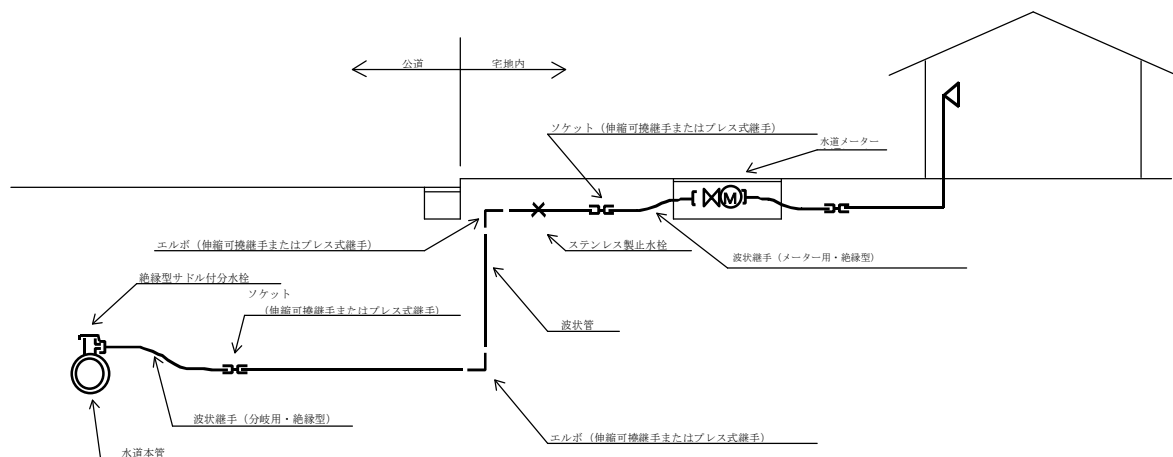 公道
宅地内
ソケット（伸縮可撓継手またはプレス式継手）
水道メーター
M
エルボ（伸縮可撓継手またはプレス式継手）
ステンレス製止水栓
波状継手（メーター用・絶縁型）
絶縁型サドル付分水栓
ソケット
（伸縮可撓継手またはプレス式継手）
波状管
波状継手（分岐用・絶縁型）
エルボ（伸縮可撓継手またはプレス式継手）
水道本管